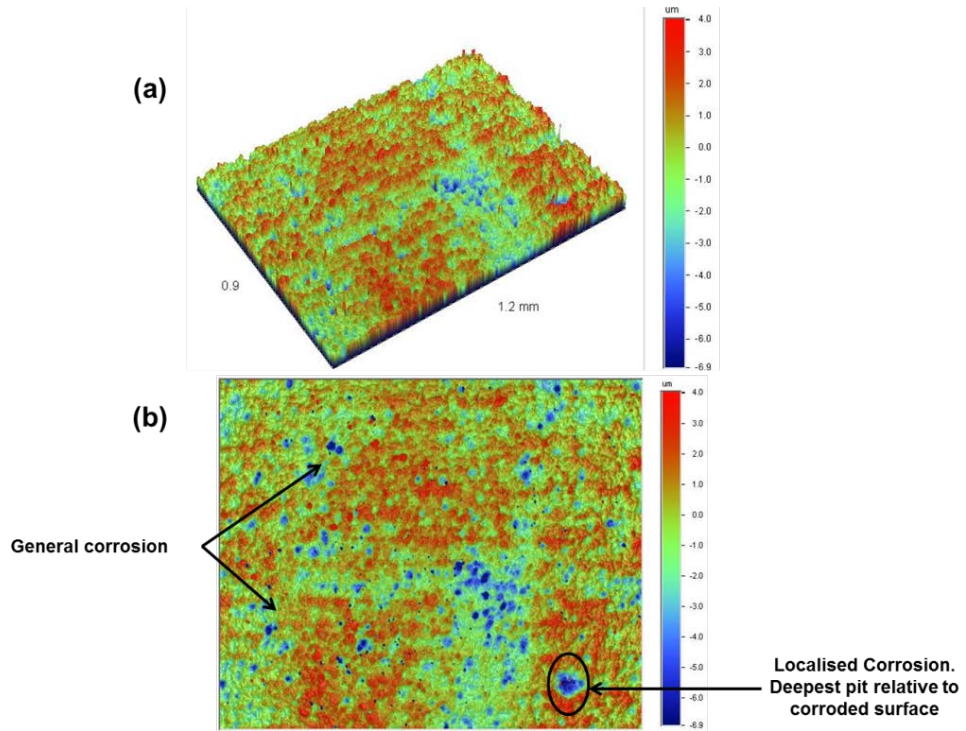 (a)
um
4.0
3.0
2.0
1.0
0.0
-1.0
-2.0
-3.0
-4.0
-5.0
-6.0
-6.9
0.9
1.2 mm
(b)
um
4.0
3.0
2.0
1.0
0.0
-1.0
-2.0
-3.0
-4.0
-5.0
-6.0
-6.9
General corrosion
Localised Corrosion.
Deepest pit relative to
corroded surface